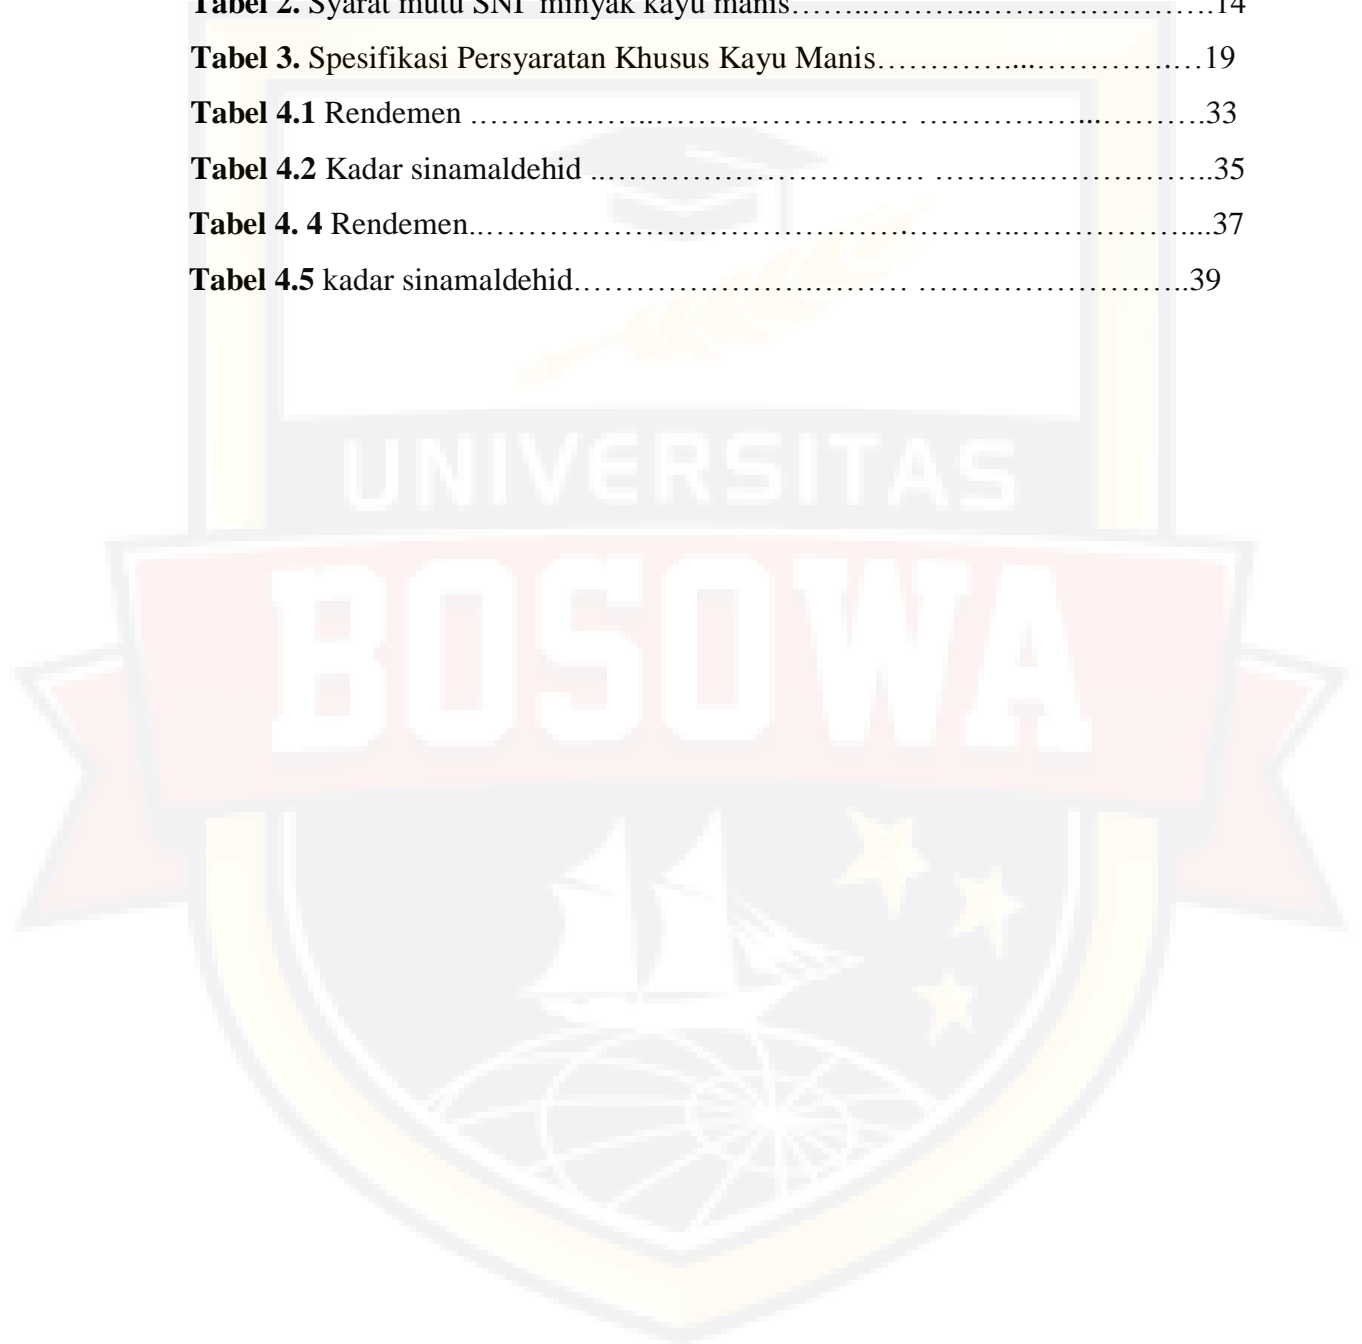 Tabel 2. Syarat mutu SNI minyak kayu manis……..………..………………….14
Tabel 3. Spesifikasi Persyaratan Khusus Kayu Manis…………....………….…19
Tabel 4.1 Rendemen ……………..…………………… ……………...……….33
Tabel 4.2 Kadar sinamaldehid ..………………………… ……….……………..35
Tabel 4. 4 Rendemen..………………………………….………..……………....37
Tabel 4.5 kadar sinamaldehid………………….……… …………………….39
UNIVERSITAS
BOSOWA